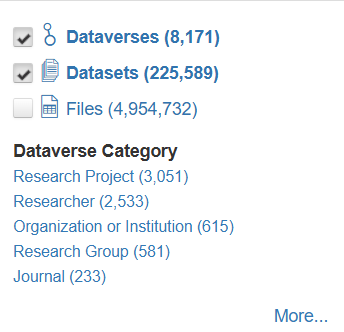 Dataverses (8,171)
Datasets (225,589)
Files (4,954,732)
Dataverse Category
Research Project (3,051)
Researcher (2,533)
Organization or Institution (615)
Research Group (581)
Journal (233)
More...